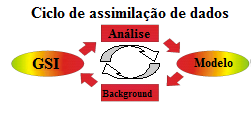 Ciclo de assimilação de dados
Análise
GSI
Modelo
Background